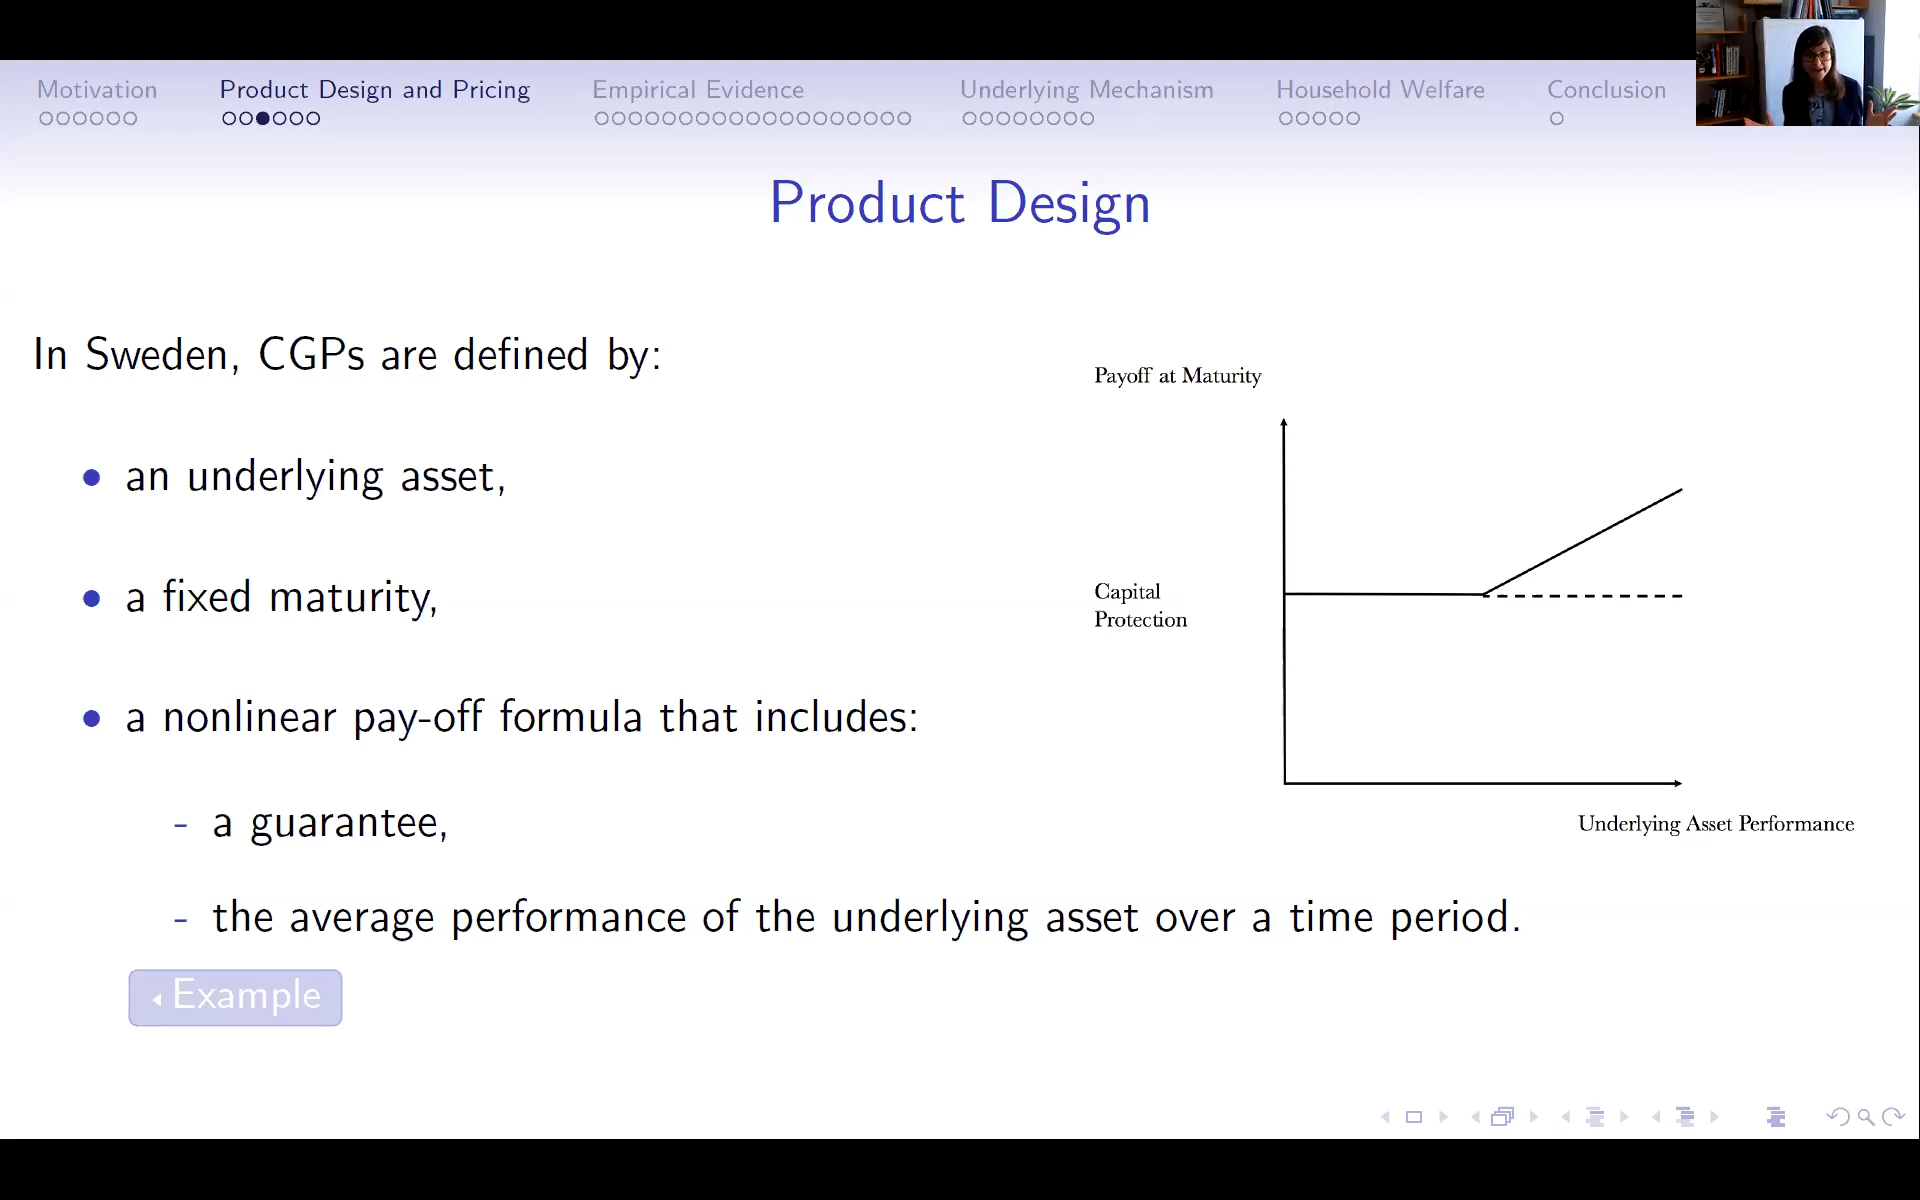 Motivation
Product Design and Pricing
Empirical Evidence
Underlying Mechanism
Household Welfare
Conclusion
Product Design
In Sweden, CGPs are defined by:
• an underlying asset,
• a fixed maturity,
• a nonlinear pay-off formula that includes:
- a guarantee,
- the average performance of the underlying asset over a time period.
Example
Payoff at Maturity
Capital
Protection
Underlying Asset Performance